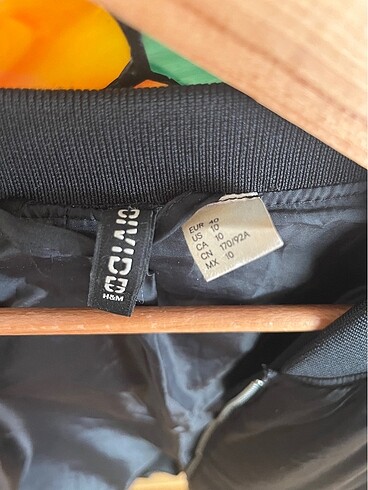 DIVIDED
H&M
EUR 40
US 10
CA 10
CN 170/92A
MX 10